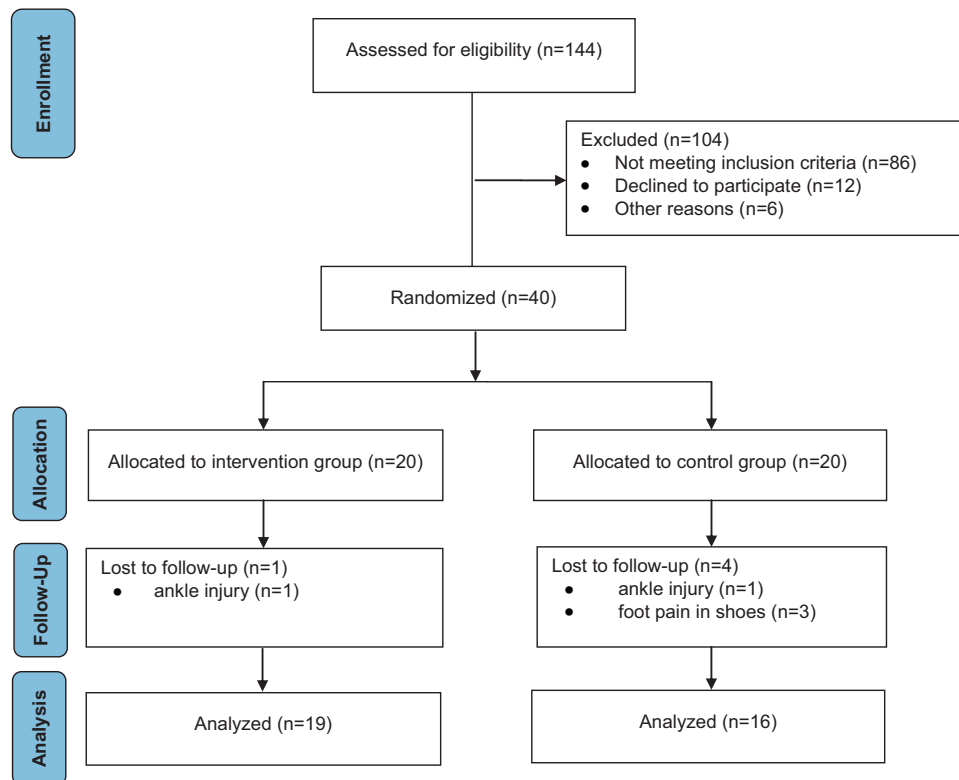 Enrollment
Assessed for eligibility (n=144)
Excluded (n=104)
● Not meeting inclusion criteria (n=86)
● Declined to participate (n=12)
● Other reasons (n=6)
Randomized (n=40)
Allocation
Allocated to intervention group (n=20)
Allocated to control group (n=20)
Follow-Up
Lost to follow-up (n=1)
● ankle injury (n=1)
Lost to follow-up (n=4)
● ankle injury (n=1)
● foot pain in shoes (n=3)
Analysis
Analyzed (n=19)
Analyzed (n=16)